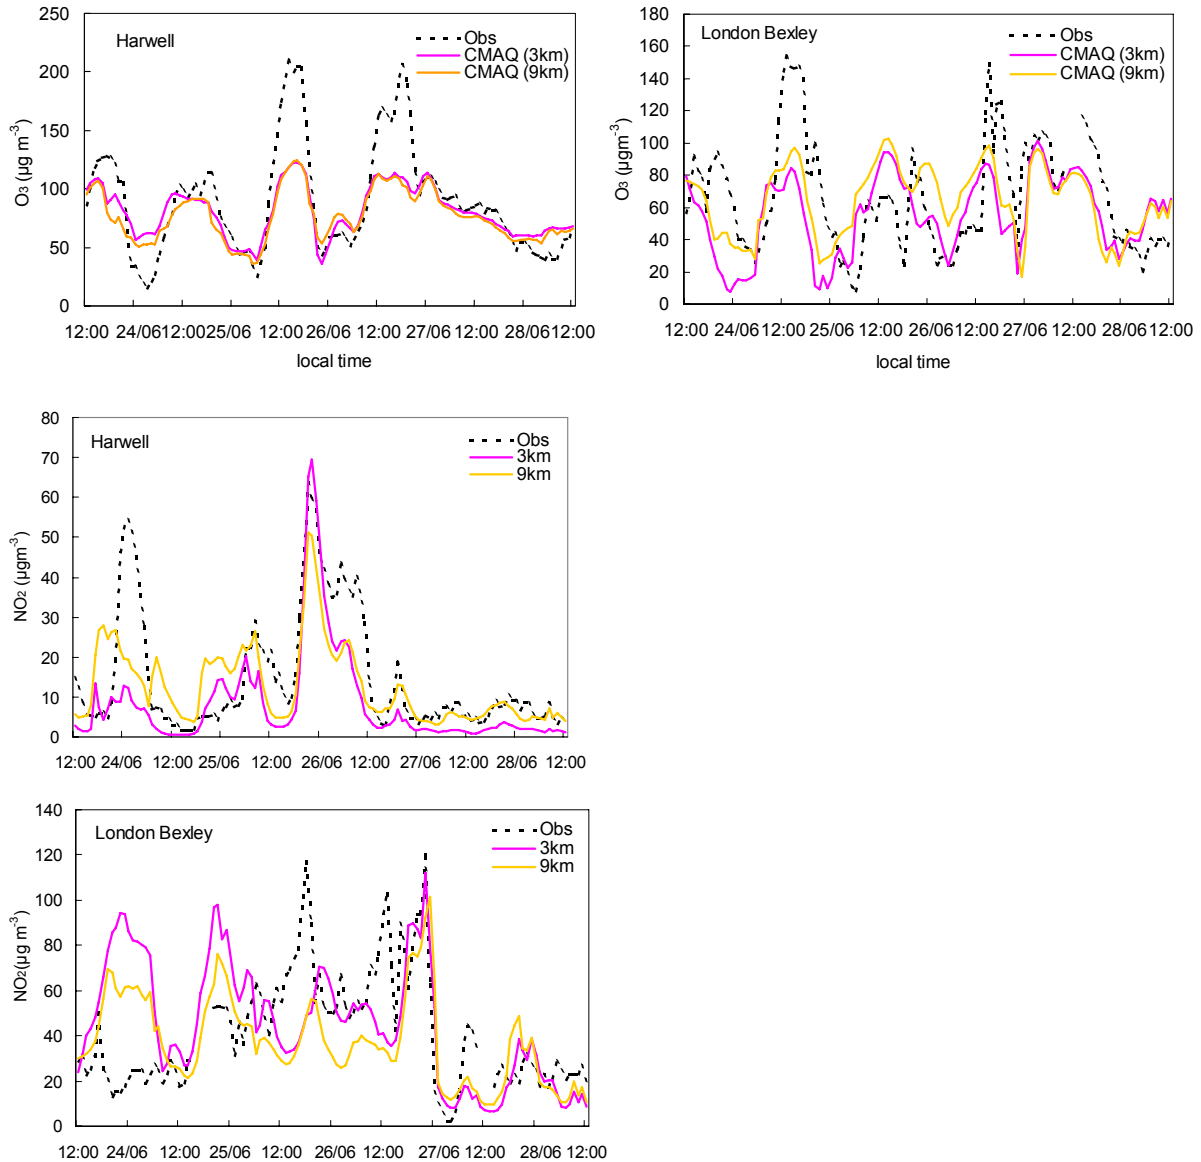 250
200
150
100
50
0
O3 (µg m-3)
Harwell
Obs
CMAQ (3km)
CMAQ (9km)
12:00 24/06 12:00 25/06 12:00 26/06 12:00 27/06 12:00 28/06 12:00
local time
180
160
140
120
100
80
60
40
20
0
O3 (µgm-3)
London Bexley
Obs
CMAQ (3km)
CMAQ (9km)
12:00 24/06 12:00 25/06 12:00 26/06 12:00 27/06 12:00 28/06 12:00
local time
80
70
60
50
40
30
20
10
0
NO2 (µgm-3)
Harwell
Obs
3km
9km
12:00 24/06 12:00 25/06 12:00 26/06 12:00 27/06 12:00 28/06 12:00
140
120
100
80
60
40
20
0
NO2(µg m-3)
London Bexley
Obs
3km
9km
12:00 24/06 12:00 25/06 12:00 26/06 12:00 27/06 12:00 28/06 12:00